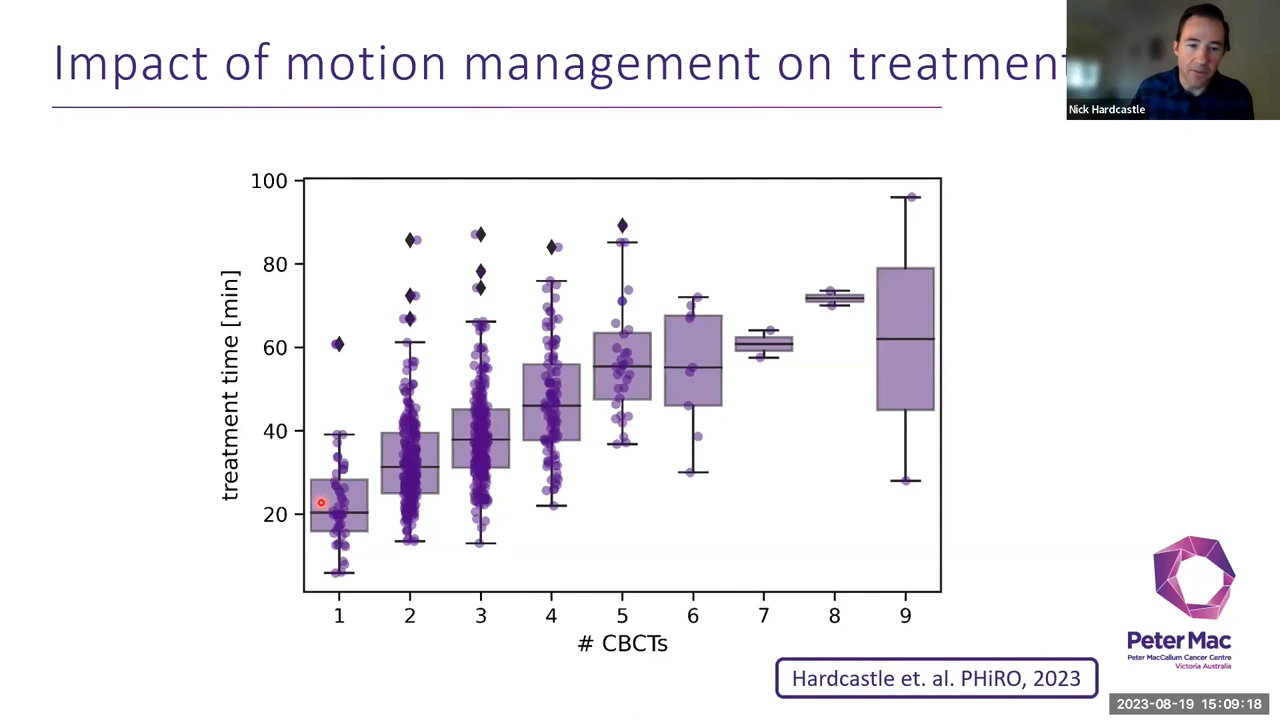 Impact of motion management on treatment
Nick Hardcastle
100
80
60
40
20
treatment time [min]
1 2 3 4 5 6 7 8 9
# CBCTs
Hardcastle et. al. PHiRO, 2023
Peter Mac
Peter MacCallum Cancer Centre
Victoria Australia
2023-08-19 15:09:18